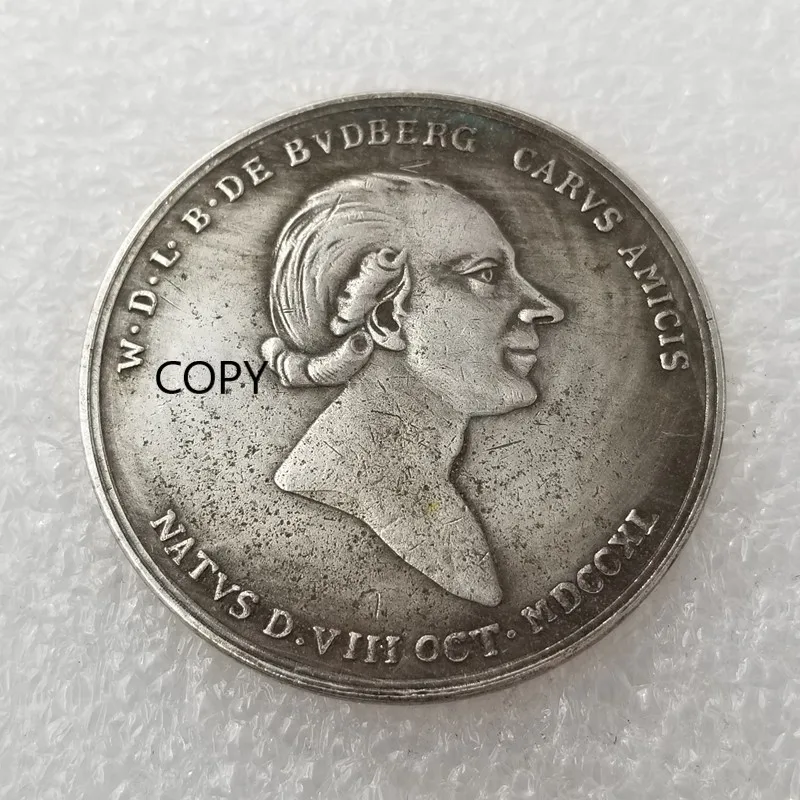 W·D·L·B·DE BVDBERG CARVS AMICIS
COPY
NATVS D. VIII OCT· MDCCXL